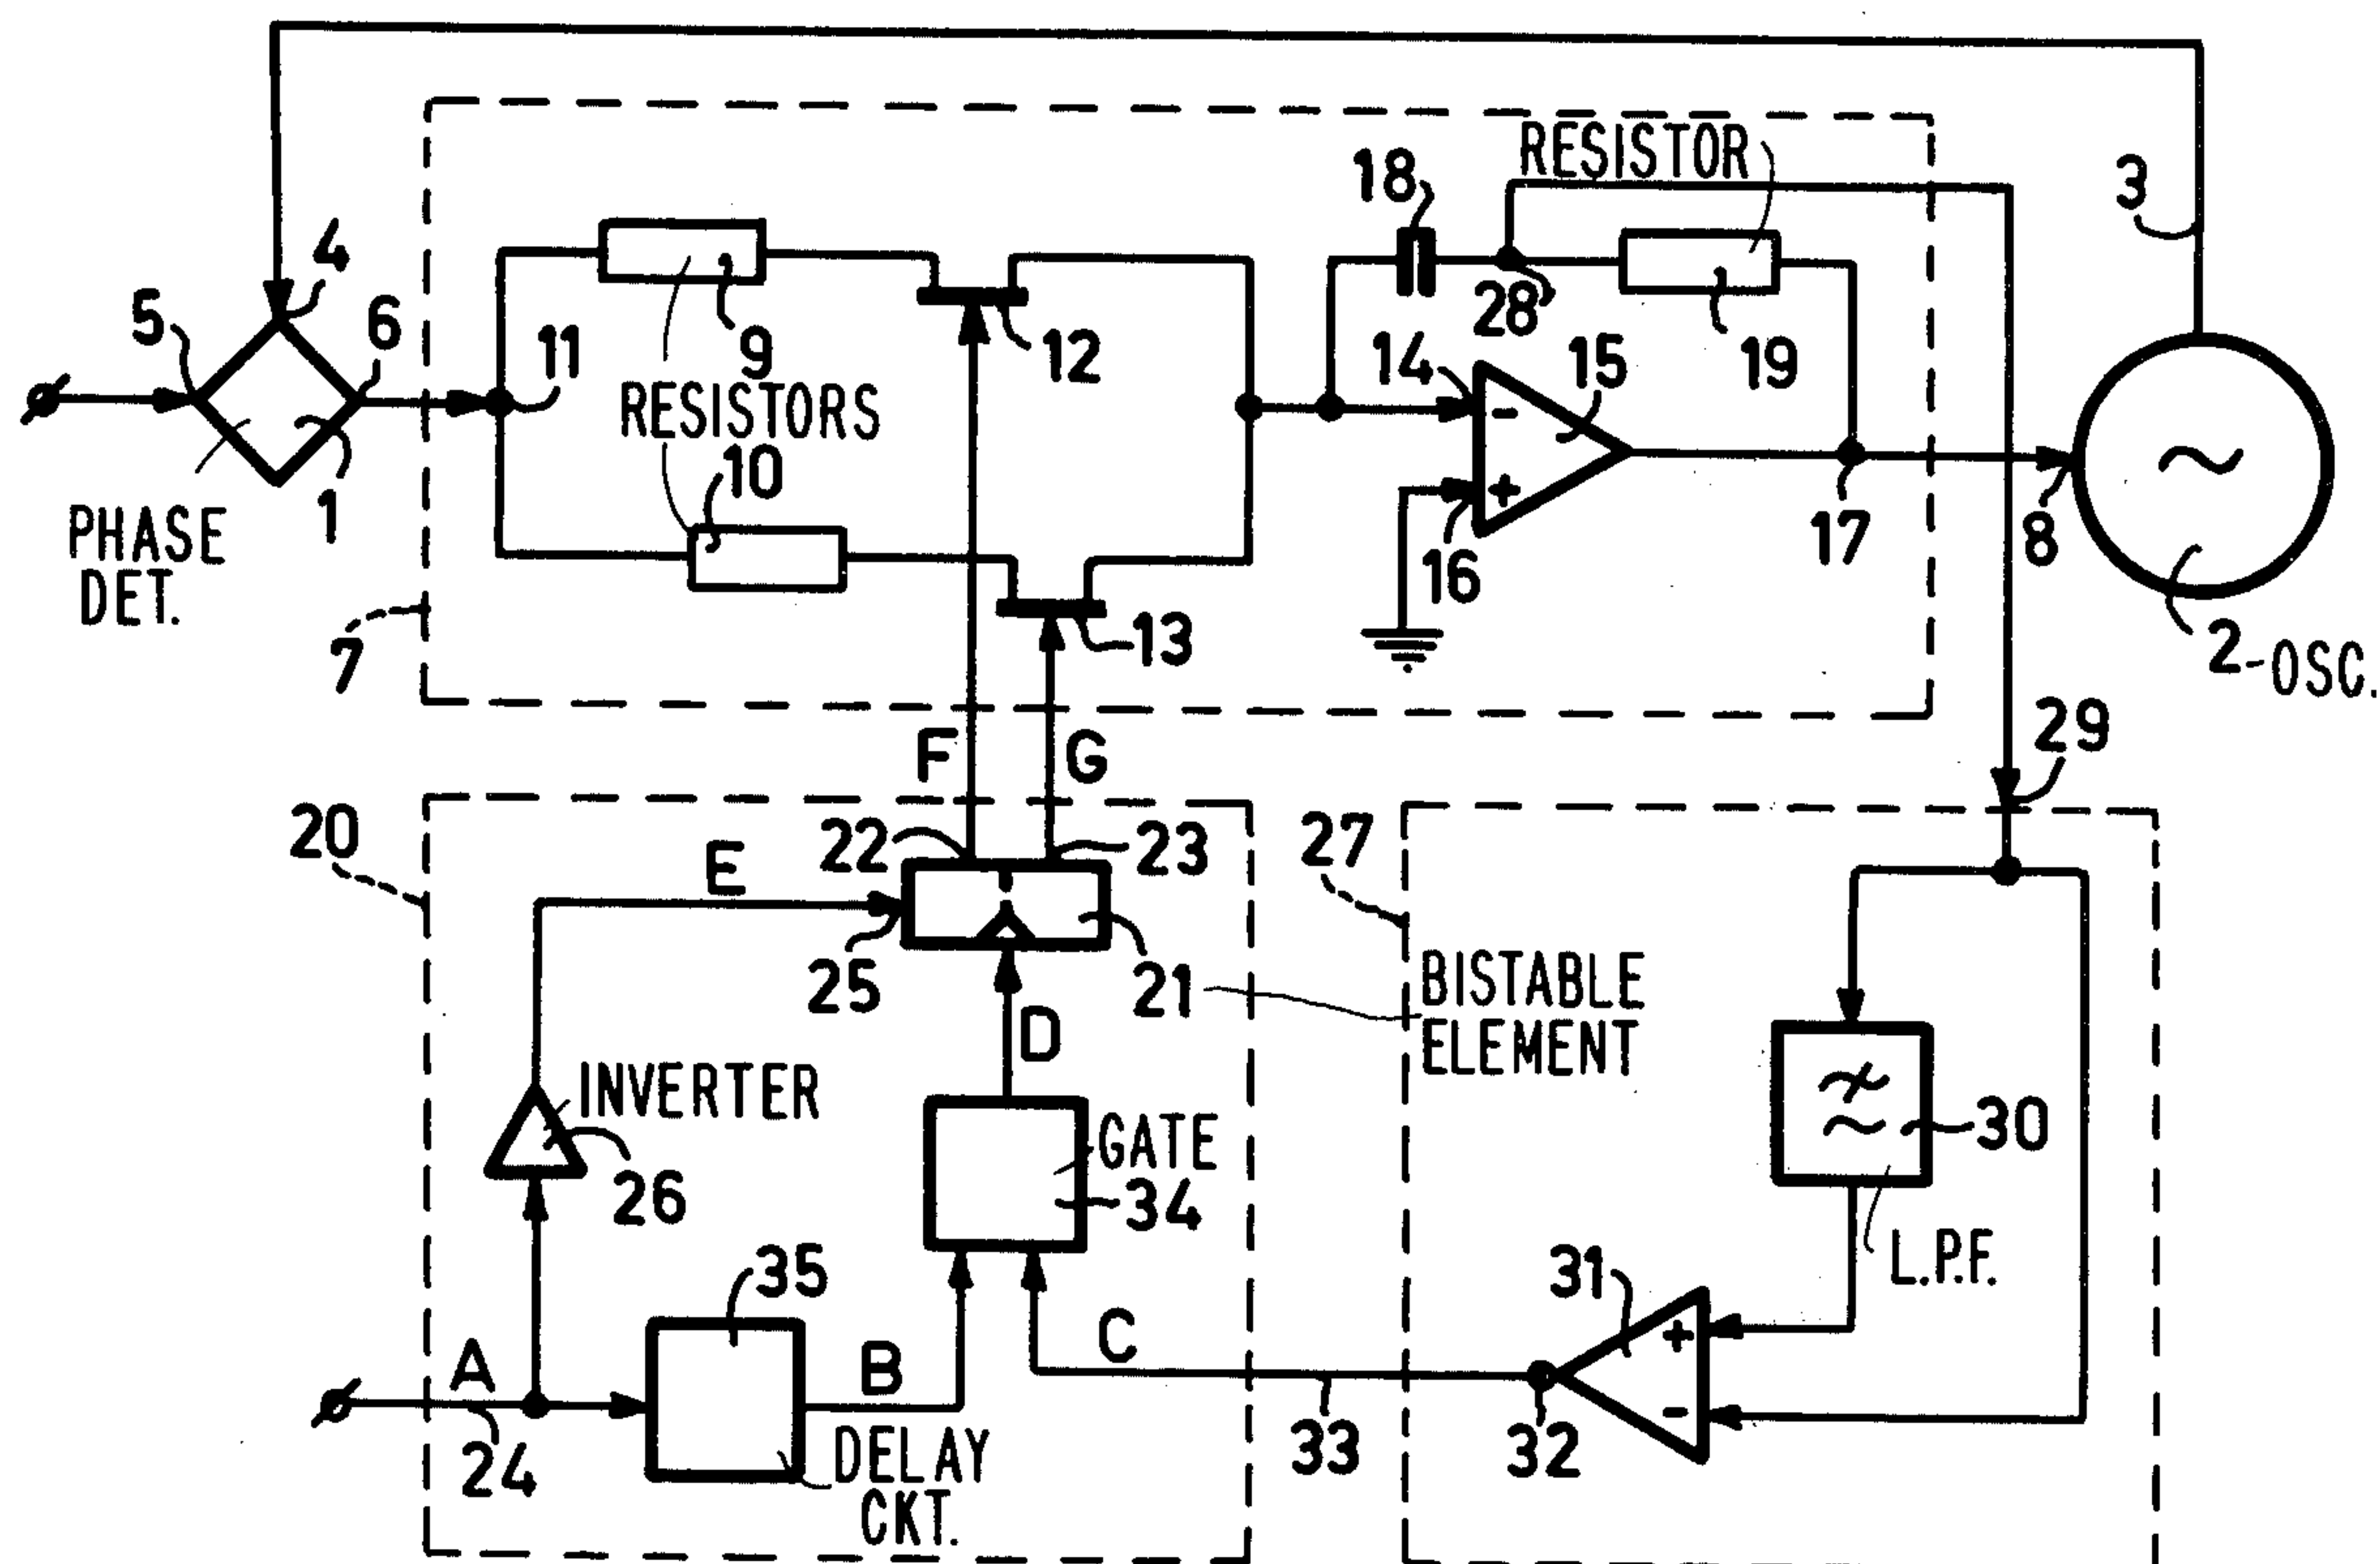 3
RESISTOR
18
4
5
6
11
9
12
28
14
15
19
RESISTORS
10
-
+
~
1
PHASE
DET.
16
17
8
7
13
2-OSC.
F
G
29
20
22
23
27
E
25
21
BISTABLE
ELEMENT
D
INVERTER
26
GATE
34
30
L.P.F.
35
31
+
-
A
B
C
24
33
32
DELAY
CKT.